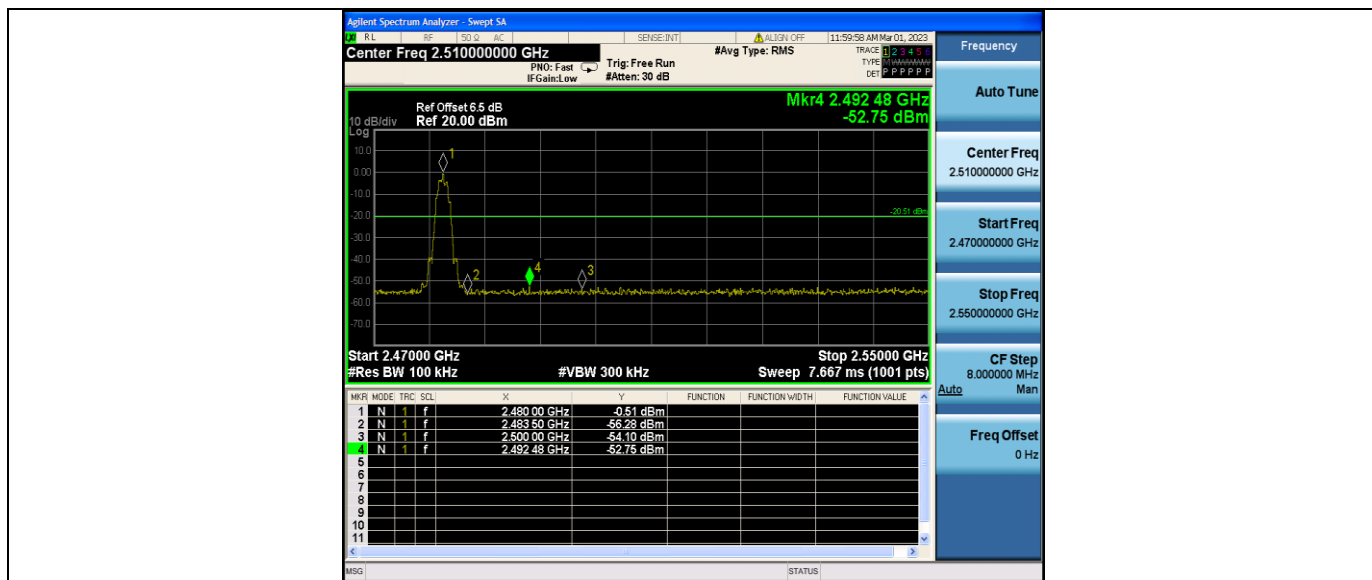 Agilent Spectrum Analyzer - Swept SA
LXI RL RF 50 Ω AC SENSE:INT ALIGN OFF 11:59:58 AM Mar 01, 2023
Center Freq 2.510000000 GHz
PNO: Fast
IFGain:Low
Trig: Free Run
#Atten: 30 dB
#Avg Type: RMS
TRACE 1 2 3 4 5 6
TYPE M
DET P P P P P P
Mkr4 2.492 48 GHz
-52.75 dBm
Ref Offset 6.5 dB
10 dB/div Ref 20.00 dBm
Log
10.0
0.00
-10.0
-20.0
-30.0
-40.0
-50.0
-60.0
-70.0
-20.51 dBm
1
2
4
3
Start 2.47000 GHz Stop 2.55000 GHz
#Res BW 100 kHz #VBW 300 kHz Sweep 7.667 ms (1001 pts)
MKR MODE TRC SCL X Y FUNCTION FUNCTION WIDTH FUNCTION VALUE
1 N 1 f 2.480 00 GHz -0.51 dBm
2 N 1 f 2.483 50 GHz -56.28 dBm
3 N 1 f 2.500 00 GHz -54.10 dBm
4 N 1 f 2.492 48 GHz -52.75 dBm
5
6
7
8
9
10
11
MSG STATUS
Frequency
Auto Tune
Center Freq
2.510000000 GHz
Start Freq
2.470000000 GHz
Stop Freq
2.550000000 GHz
CF Step
8.000000 MHz
Auto Man
Freq Offset
0 Hz